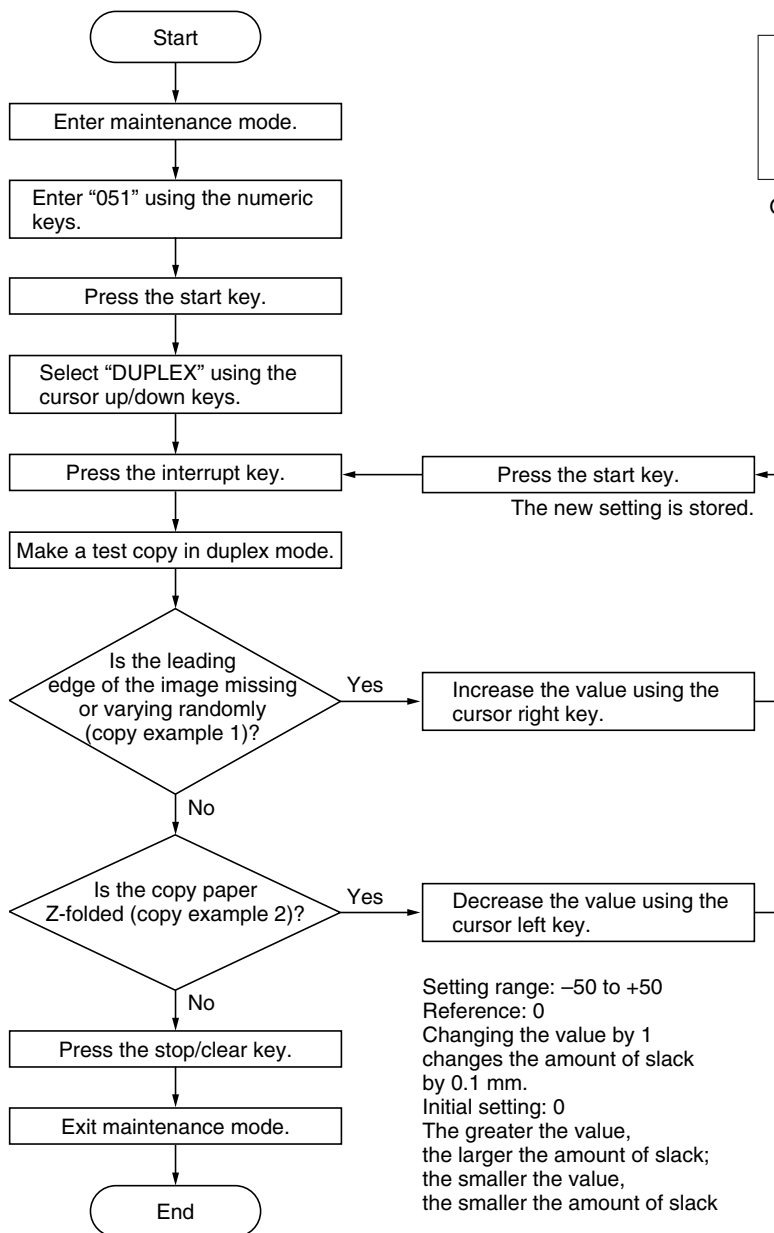 Start
Enter maintenance mode.
Enter “051” using the numeric
keys.
Press the start key.
Select “DUPLEX” using the
cursor up/down keys.
Press the interrupt key.
Press the start key.
The new setting is stored.
Make a test copy in duplex mode.
Is the leading
edge of the image missing
or varying randomly
(copy example 1)?
Yes
Increase the value using the
cursor right key.
No
Is the copy paper
Z-folded (copy example 2)?
Yes
Decrease the value using the
cursor left key.
No
Press the stop/clear key.
Exit maintenance mode.
End
Setting range: –50 to +50
Reference: 0
Changing the value by 1
changes the amount of slack
by 0.1 mm.
Initial setting: 0
The greater the value,
the larger the amount of slack;
the smaller the value,
the smaller the amount of slack